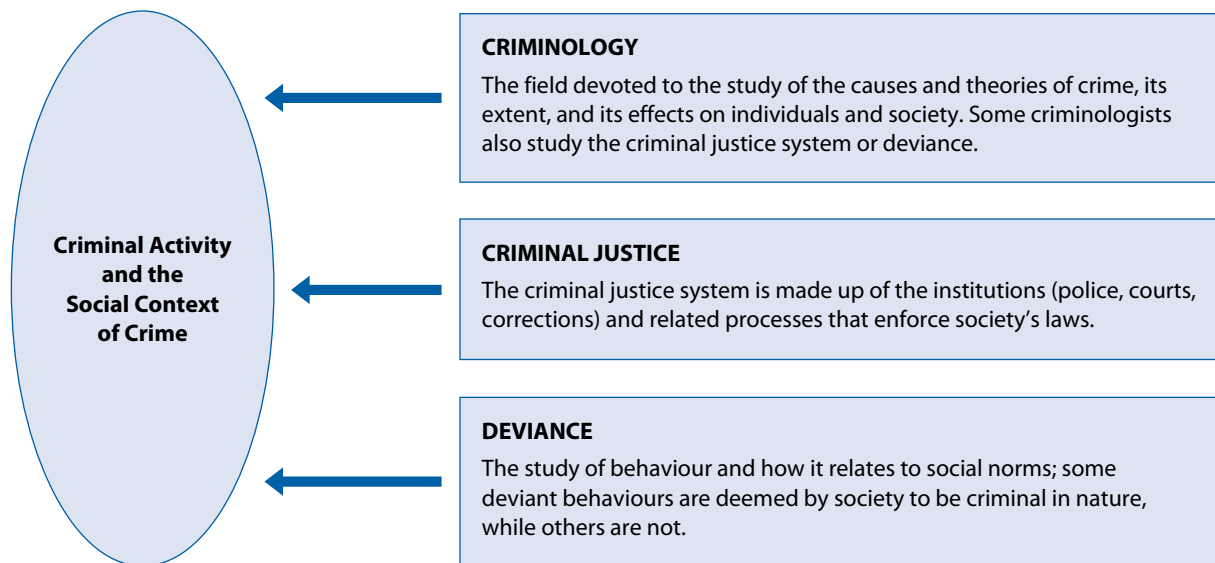 Criminal Activity
and the
Social Context
of Crime
CRIMINOLOGY
The field devoted to the study of the causes and theories of crime, its
extent, and its effects on individuals and society. Some criminologists
also study the criminal justice system or deviance.
CRIMINAL JUSTICE
The criminal justice system is made up of the institutions (police, courts,
corrections) and related processes that enforce society’s laws.
DEVIANCE
The study of behaviour and how it relates to social norms; some
deviant behaviours are deemed by society to be criminal in nature,
while others are not.